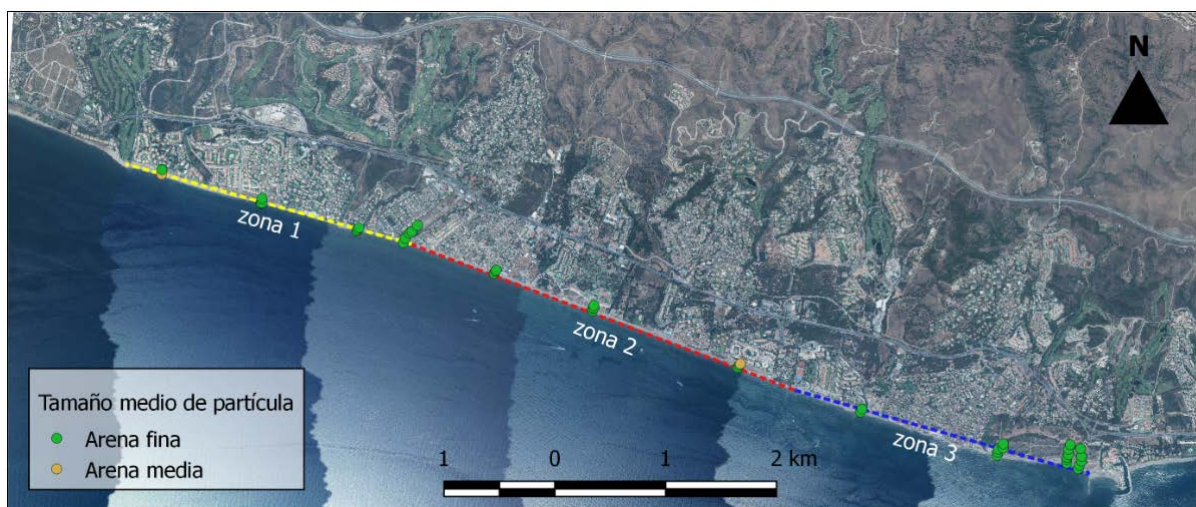 N
zona 1
zona 2
zona 3
Tamaño medio de partícula
Arena fina
Arena media
1 0 1 2 km